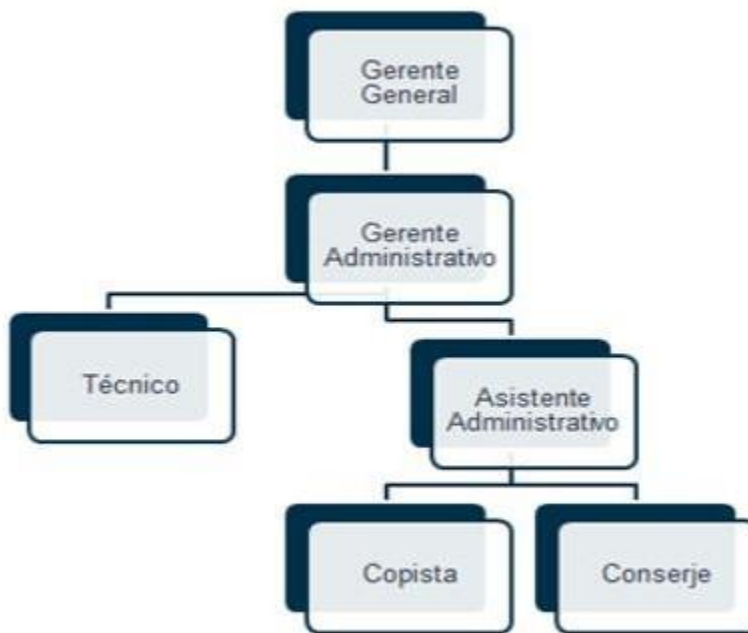 Gerente
General
Gerente
Administrativo
Técnico
Asistente
Administrativo
Copista
Conserje